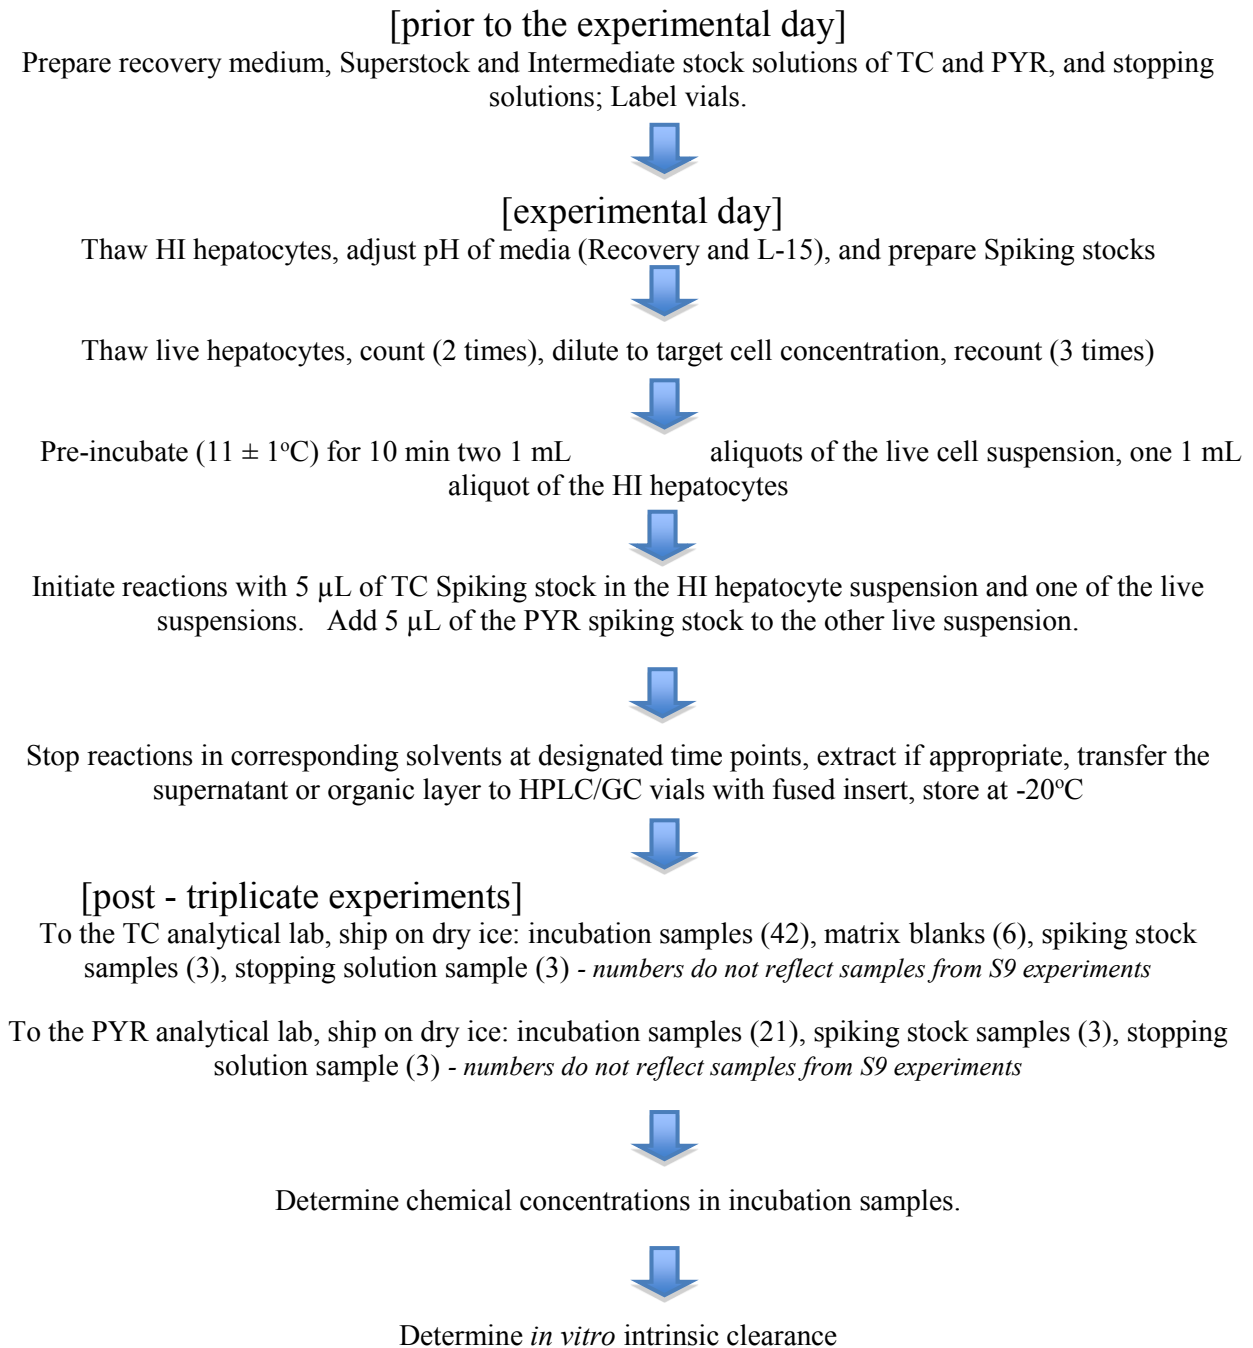 [prior to the experimental day]
Prepare recovery medium, Superstock and Intermediate stock solutions of TC and PYR, and stopping
solutions; Label vials.
[experimental day]
Thaw HI hepatocytes, adjust pH of media (Recovery and L-15), and prepare Spiking stocks
Thaw live hepatocytes, count (2 times), dilute to target cell concentration, recount (3 times)
Pre-incubate (11 ± 1°C) for 10 min two 1 mL aliquots of the live cell suspension, one 1 mL
aliquot of the HI hepatocytes
Initiate reactions with 5 µL of TC Spiking stock in the HI hepatocyte suspension and one of the live
suspensions. Add 5 µL of the PYR spiking stock to the other live suspension.
Stop reactions in corresponding solvents at designated time points, extract if appropriate, transfer the
supernatant or organic layer to HPLC/GC vials with fused insert, store at -20°C
[post - triplicate experiments]
To the TC analytical lab, ship on dry ice: incubation samples (42), matrix blanks (6), spiking stock
samples (3), stopping solution sample (3) - numbers do not reflect samples from S9 experiments
To the PYR analytical lab, ship on dry ice: incubation samples (21), spiking stock samples (3), stopping
solution sample (3) - numbers do not reflect samples from S9 experiments
Determine chemical concentrations in incubation samples.
Determine in vitro intrinsic clearance